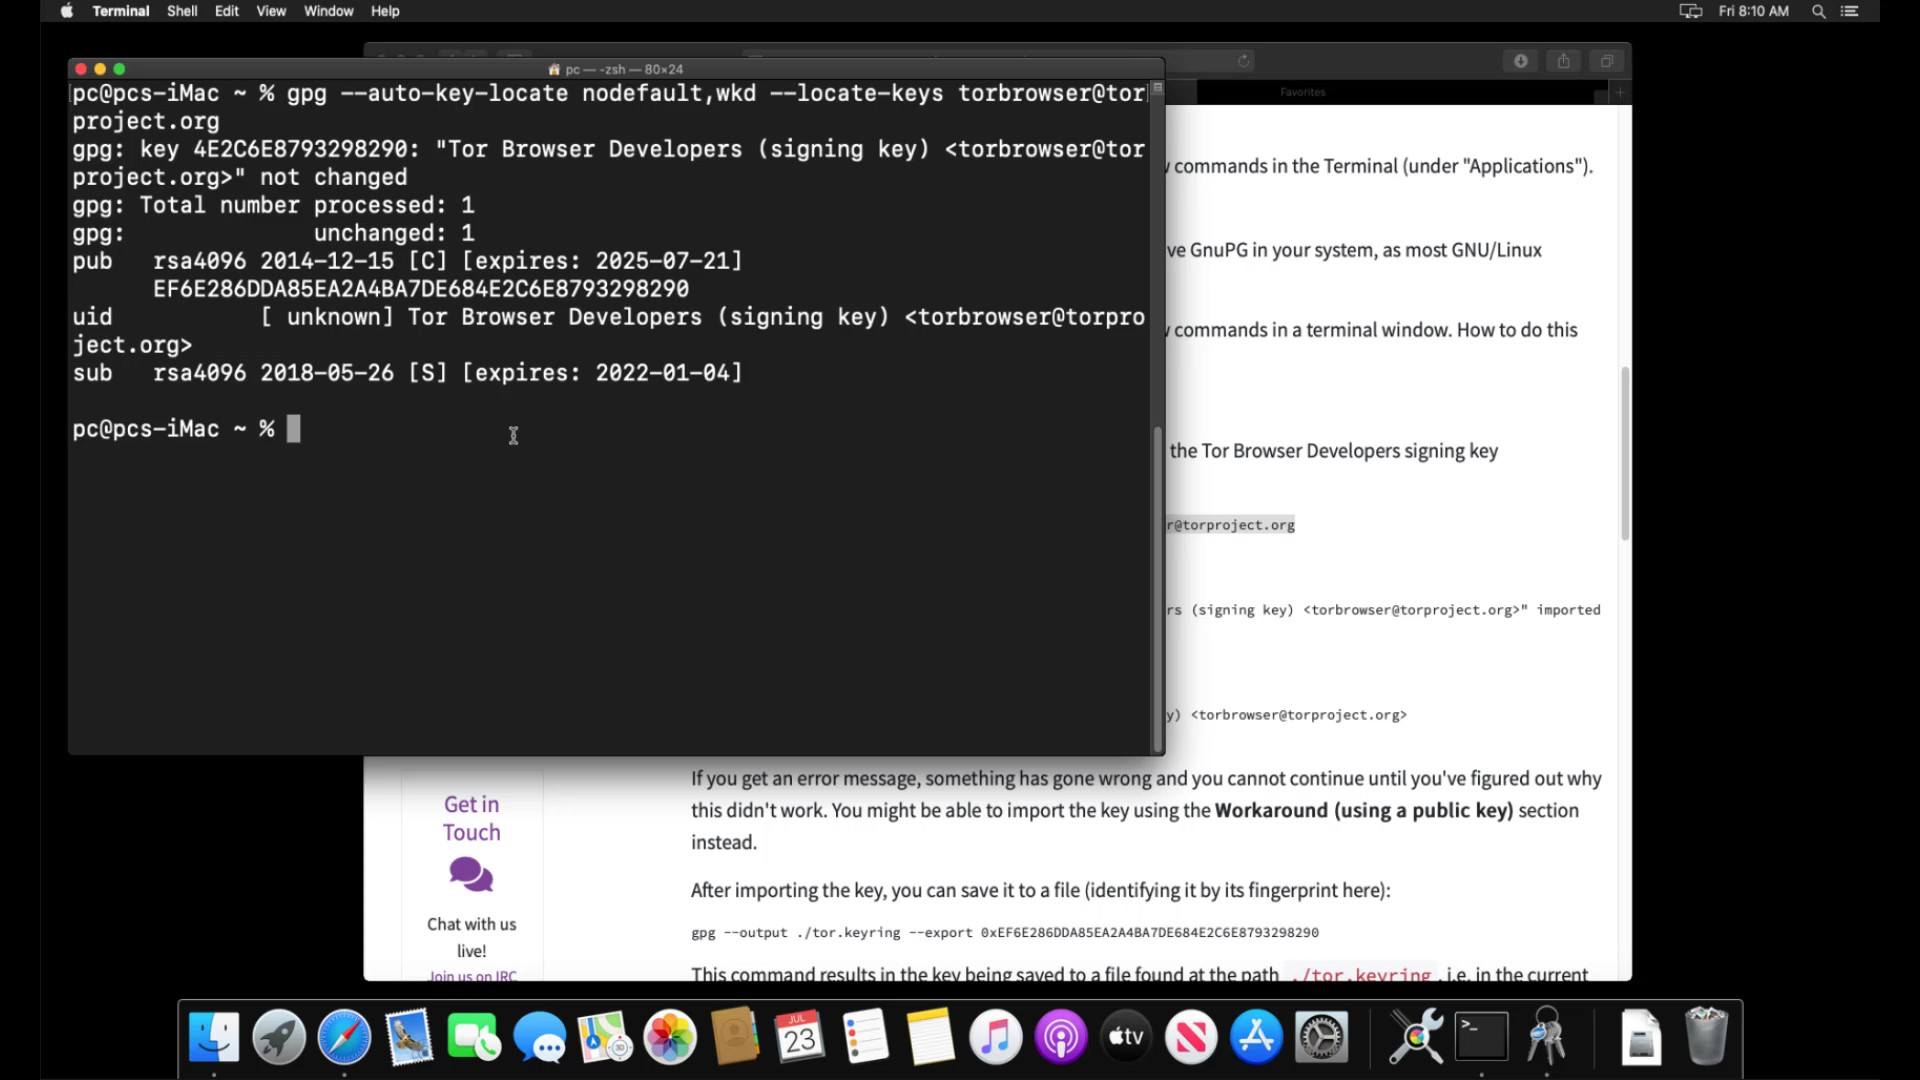 Terminal Shell Edit View Window Help Fri 8:10 AM
pc — -zsh — 80×24
pc@pcs-iMac ~ % gpg --auto-key-locate nodefault,wkd --locate-keys torbrowser@tor
project.org
gpg: key 4E2C6E8793298290: "Tor Browser Developers (signing key) <torbrowser@tor
project.org>" not changed
gpg: Total number processed: 1
gpg:              unchanged: 1
pub   rsa4096 2014-12-15 [C] [expires: 2025-07-21]
      EF6E286DDA85EA2A4BA7DE684E2C6E8793298290
uid           [ unknown] Tor Browser Developers (signing key) <torbrowser@torpro
ject.org>
sub   rsa4096 2018-05-26 [S] [expires: 2022-01-04]
pc@pcs-iMac ~ %
Favorites
commands in the Terminal (under "Applications").
ve GnuPG in your system, as most GNU/Linux
commands in a terminal window. How to do this
the Tor Browser Developers signing key
r@torproject.org
rs (signing key) <torbrowser@torproject.org>" imported
y) <torbrowser@torproject.org>
If you get an error message, something has gone wrong and you cannot continue until you've figured out why
this didn't work. You might be able to import the key using the Workaround (using a public key) section
instead.
After importing the key, you can save it to a file (identifying it by its fingerprint here):
gpg --output ./tor.keyring --export 0xEF6E286DDA85EA2A4BA7DE684E2C6E8793298290
This command results in the key being saved to a file found at the path ./tor.keyring , i.e. in the current
Get in
Touch
Chat with us
live!
Join us on IRC
JUL
23
tv